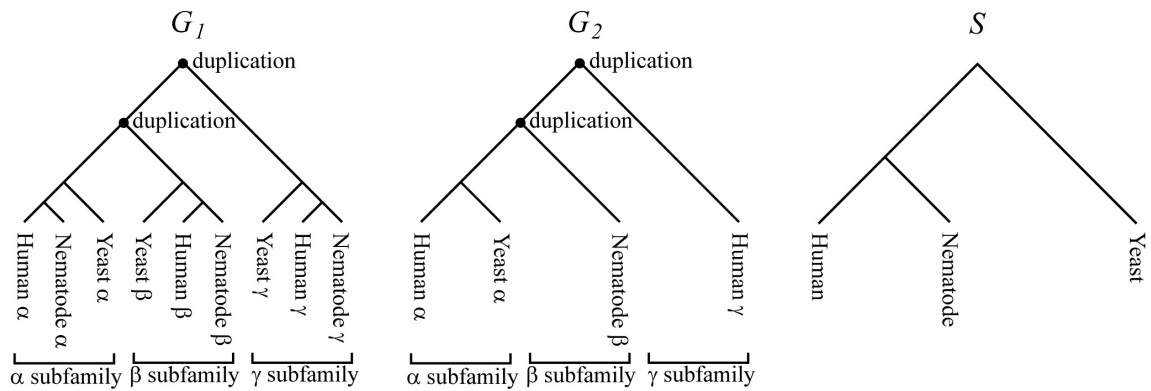 G1
G2
S
duplication
duplication
duplication
duplication
Human α
Nematode α
Yeast α
Yeast β
Human β
Nematode β
Yeast γ
Human γ
Nematode γ
Human α
Yeast α
Nematode β
Human γ
Human
Nematode
Yeast
α subfamily
β subfamily
γ subfamily
α subfamily
β subfamily
γ subfamily